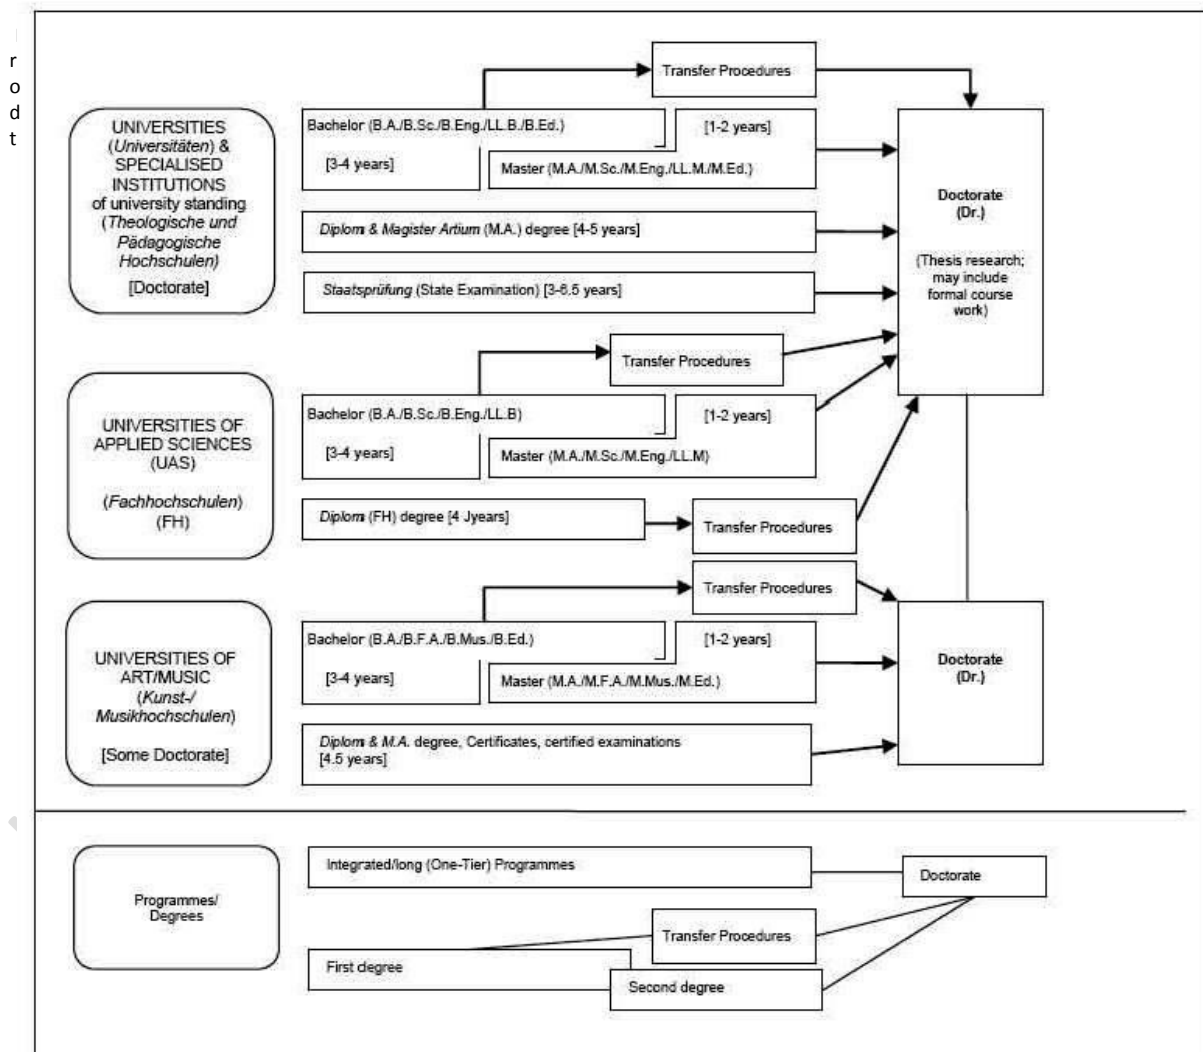 r
o
d
t
Transfer Procedures
UNIVERSITIES
(Universitäten) &
SPECIALISED
INSTITUTIONS
of university standing
(Theologische und
Pädagogische
Hochschulen)
[Doctorate]
Bachelor (B.A./B.Sc./B.Eng./LL.B./B.Ed.)
[1-2 years]
[3-4 years]
Master (M.A./M.Sc./M.Eng./LL.M./M.Ed.)
Diplom & Magister Artium (M.A.) degree [4-5 years]
Staatsprüfung (State Examination) [3-6.5 years]
Doctorate
(Dr.)
(Thesis research;
may include
formal course
work)
Transfer Procedures
UNIVERSITIES OF
APPLIED SCIENCES
(UAS)
(Fachhochschulen)
(FH)
Bachelor (B.A./B.Sc./B.Eng./LL.B)
[1-2 years]
[3-4 years]
Master (M.A./M.Sc./M.Eng./LL.M)
Diplom (FH) degree [4 Jyears]
Transfer Procedures
Transfer Procedures
UNIVERSITIES OF
ART/MUSIC
(Kunst-/
Musikhochschulen)
[Some Doctorate]
Bachelor (B.A./B.F.A./B.Mus./B.Ed.)
[1-2 years]
[3-4 years]
Master (M.A./M.F.A./M.Mus./M.Ed.)
Diplom & M.A. degree, Certificates, certified examinations
[4.5 years]
Doctorate
(Dr.)
Programmes/
Degrees
Integrated/long (One-Tier) Programmes
Doctorate
Transfer Procedures
First degree
Second degree